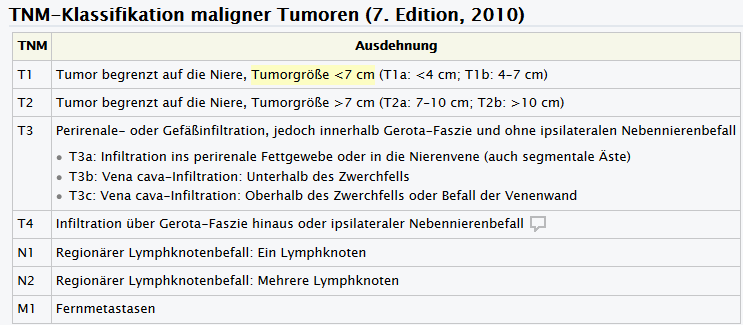 TNM-Klassifikation maligner Tumoren (7. Edition, 2010)
TNM Ausdehnung
T1 Tumor begrenzt auf die Niere, Tumorgröße <7 cm (T1a: <4 cm; T1b: 4-7 cm)
T2 Tumor begrenzt auf die Niere, Tumorgröße >7 cm (T2a: 7-10 cm; T2b: >10 cm)
T3 Perirenale- oder Gefäßinfiltration, jedoch innerhalb Gerota-Faszie und ohne ipsilateralen Nebennierenbefall
• T3a: Infiltration ins perirenale Fettgewebe oder in die Nierenvene (auch segmentale Äste)
• T3b: Vena cava-Infiltration: Unterhalb des Zwerchfells
• T3c: Vena cava-Infiltration: Oberhalb des Zwerchfells oder Befall der Venenwand
T4 Infiltration über Gerota-Faszie hinaus oder ipsilateraler Nebennierenbefall
N1 Regionärer Lymphknotenbefall: Ein Lymphknoten
N2 Regionärer Lymphknotenbefall: Mehrere Lymphknoten
M1 Fernmetastasen